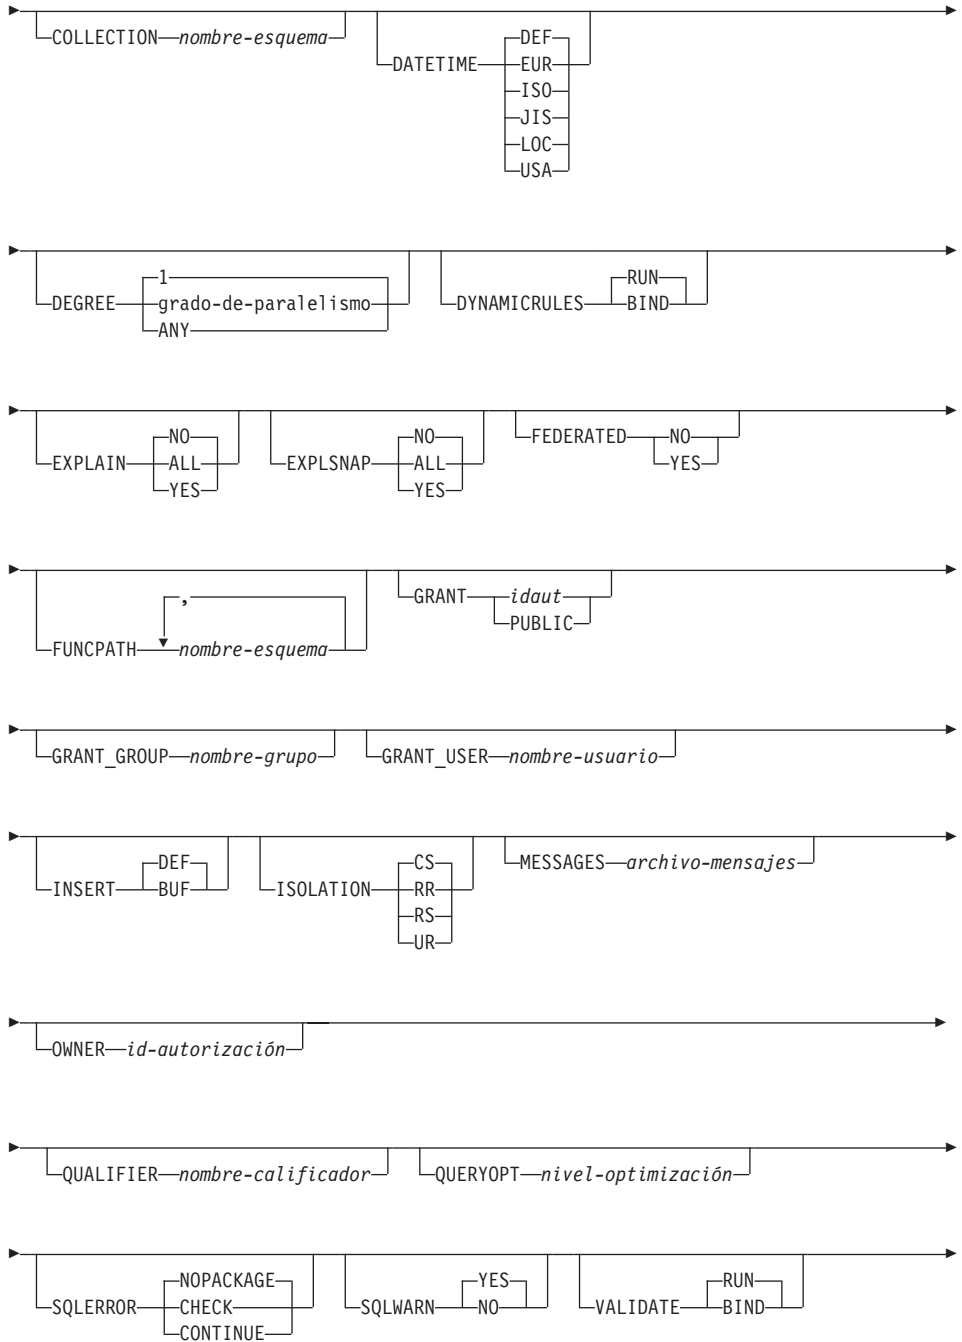 COLLECTION nombre-esquema
DATETIME DEF
EUR
ISO
JIS
LOC
USA
DEGREE 1
grado-de-paralelismo
ANY
DYNAMICRULES RUN
BIND
EXPLAIN NO
ALL
YES
EXPLSNAP NO
ALL
YES
FEDERATED NO
YES
FUNCPATH ,
nombre-esquema
GRANT idaut
PUBLIC
GRANT_GROUP nombre-grupo
GRANT_USER nombre-usuario
INSERT DEF
BUF
ISOLATION CS
RR
RS
UR
MESSAGES archivo-mensajes
OWNER id-autorización
QUALIFIER nombre-calificador
QUERYOPT nivel-optimización
SQLERROR NOPACKAGE
CHECK
CONTINUE
SQLWARN YES
NO
VALIDATE RUN
BIND